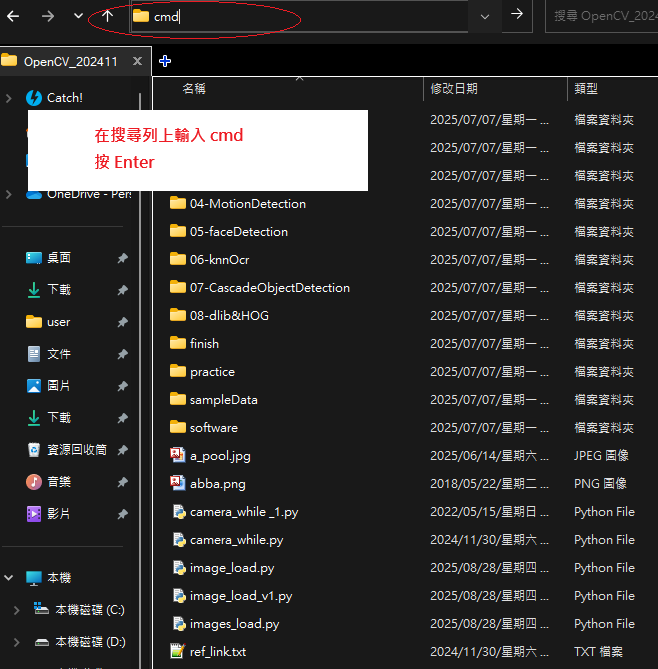 cmd
搜尋 OpenCV_2024
OpenCV_202411
名稱
修改日期
類型
Catch!
在搜尋列上輸入 cmd
按 Enter
OneDrive - Pers
2025/07/07/星期一 ... 檔案資料夾
2025/07/07/星期一 ... 檔案資料夾
2025/07/07/星期一 ... 檔案資料夾
04-MotionDetection 2025/07/07/星期一 ... 檔案資料夾
05-faceDetection 2025/07/07/星期一 ... 檔案資料夾
06-knnOcr 2025/07/07/星期一 ... 檔案資料夾
07-CascadeObjectDetection 2025/07/07/星期一 ... 檔案資料夾
08-dlib&HOG 2025/07/07/星期一 ... 檔案資料夾
finish 2025/07/07/星期一 ... 檔案資料夾
practice 2025/07/07/星期一 ... 檔案資料夾
sampleData 2025/07/07/星期一 ... 檔案資料夾
software 2025/07/07/星期一 ... 檔案資料夾
a_pool.jpg 2025/06/14/星期六 ... JPEG 圖像
abba.png 2018/05/22/星期二 ... PNG 圖像
camera_while _1.py 2022/05/15/星期日 ... Python File
camera_while.py 2024/11/30/星期六 ... Python File
image_load.py 2025/08/28/星期四 ... Python File
image_load_v1.py 2025/08/28/星期四 ... Python File
images_load.py 2025/08/28/星期四 ... Python File
ref_link.txt 2024/11/30/星期六 ... TXT 檔案
桌面
下載
user
文件
圖片
下載
資源回收筒
音樂
影片
本機
本機磁碟 (C:)
本機磁碟 (D:)